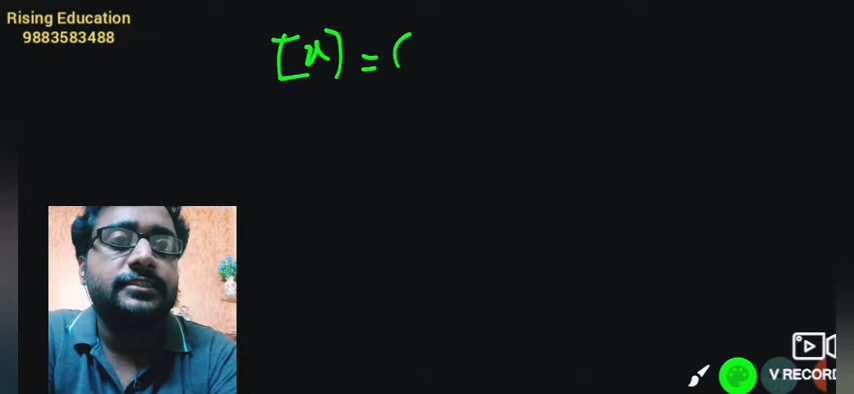 Rising Education
9883583488
[x] = (
V RECORD